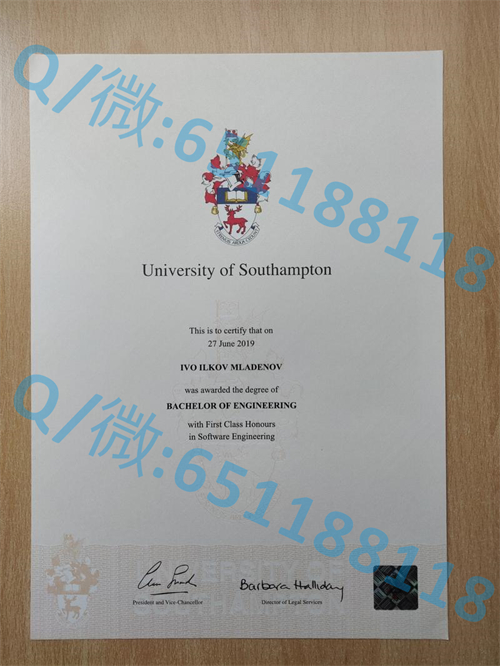 Q/微:651188118
University of Southampton
This is to certify that on
27 June 2019
IVO ILKOV MLADENOV
was awarded the degree of
BACHELOR OF ENGINEERING
with First Class Honours
in Software Engineering
Q/微:651188118
UNIVERSITY OF
Barbara Halliday
President and Vice-Chancellor
Director of Legal Services